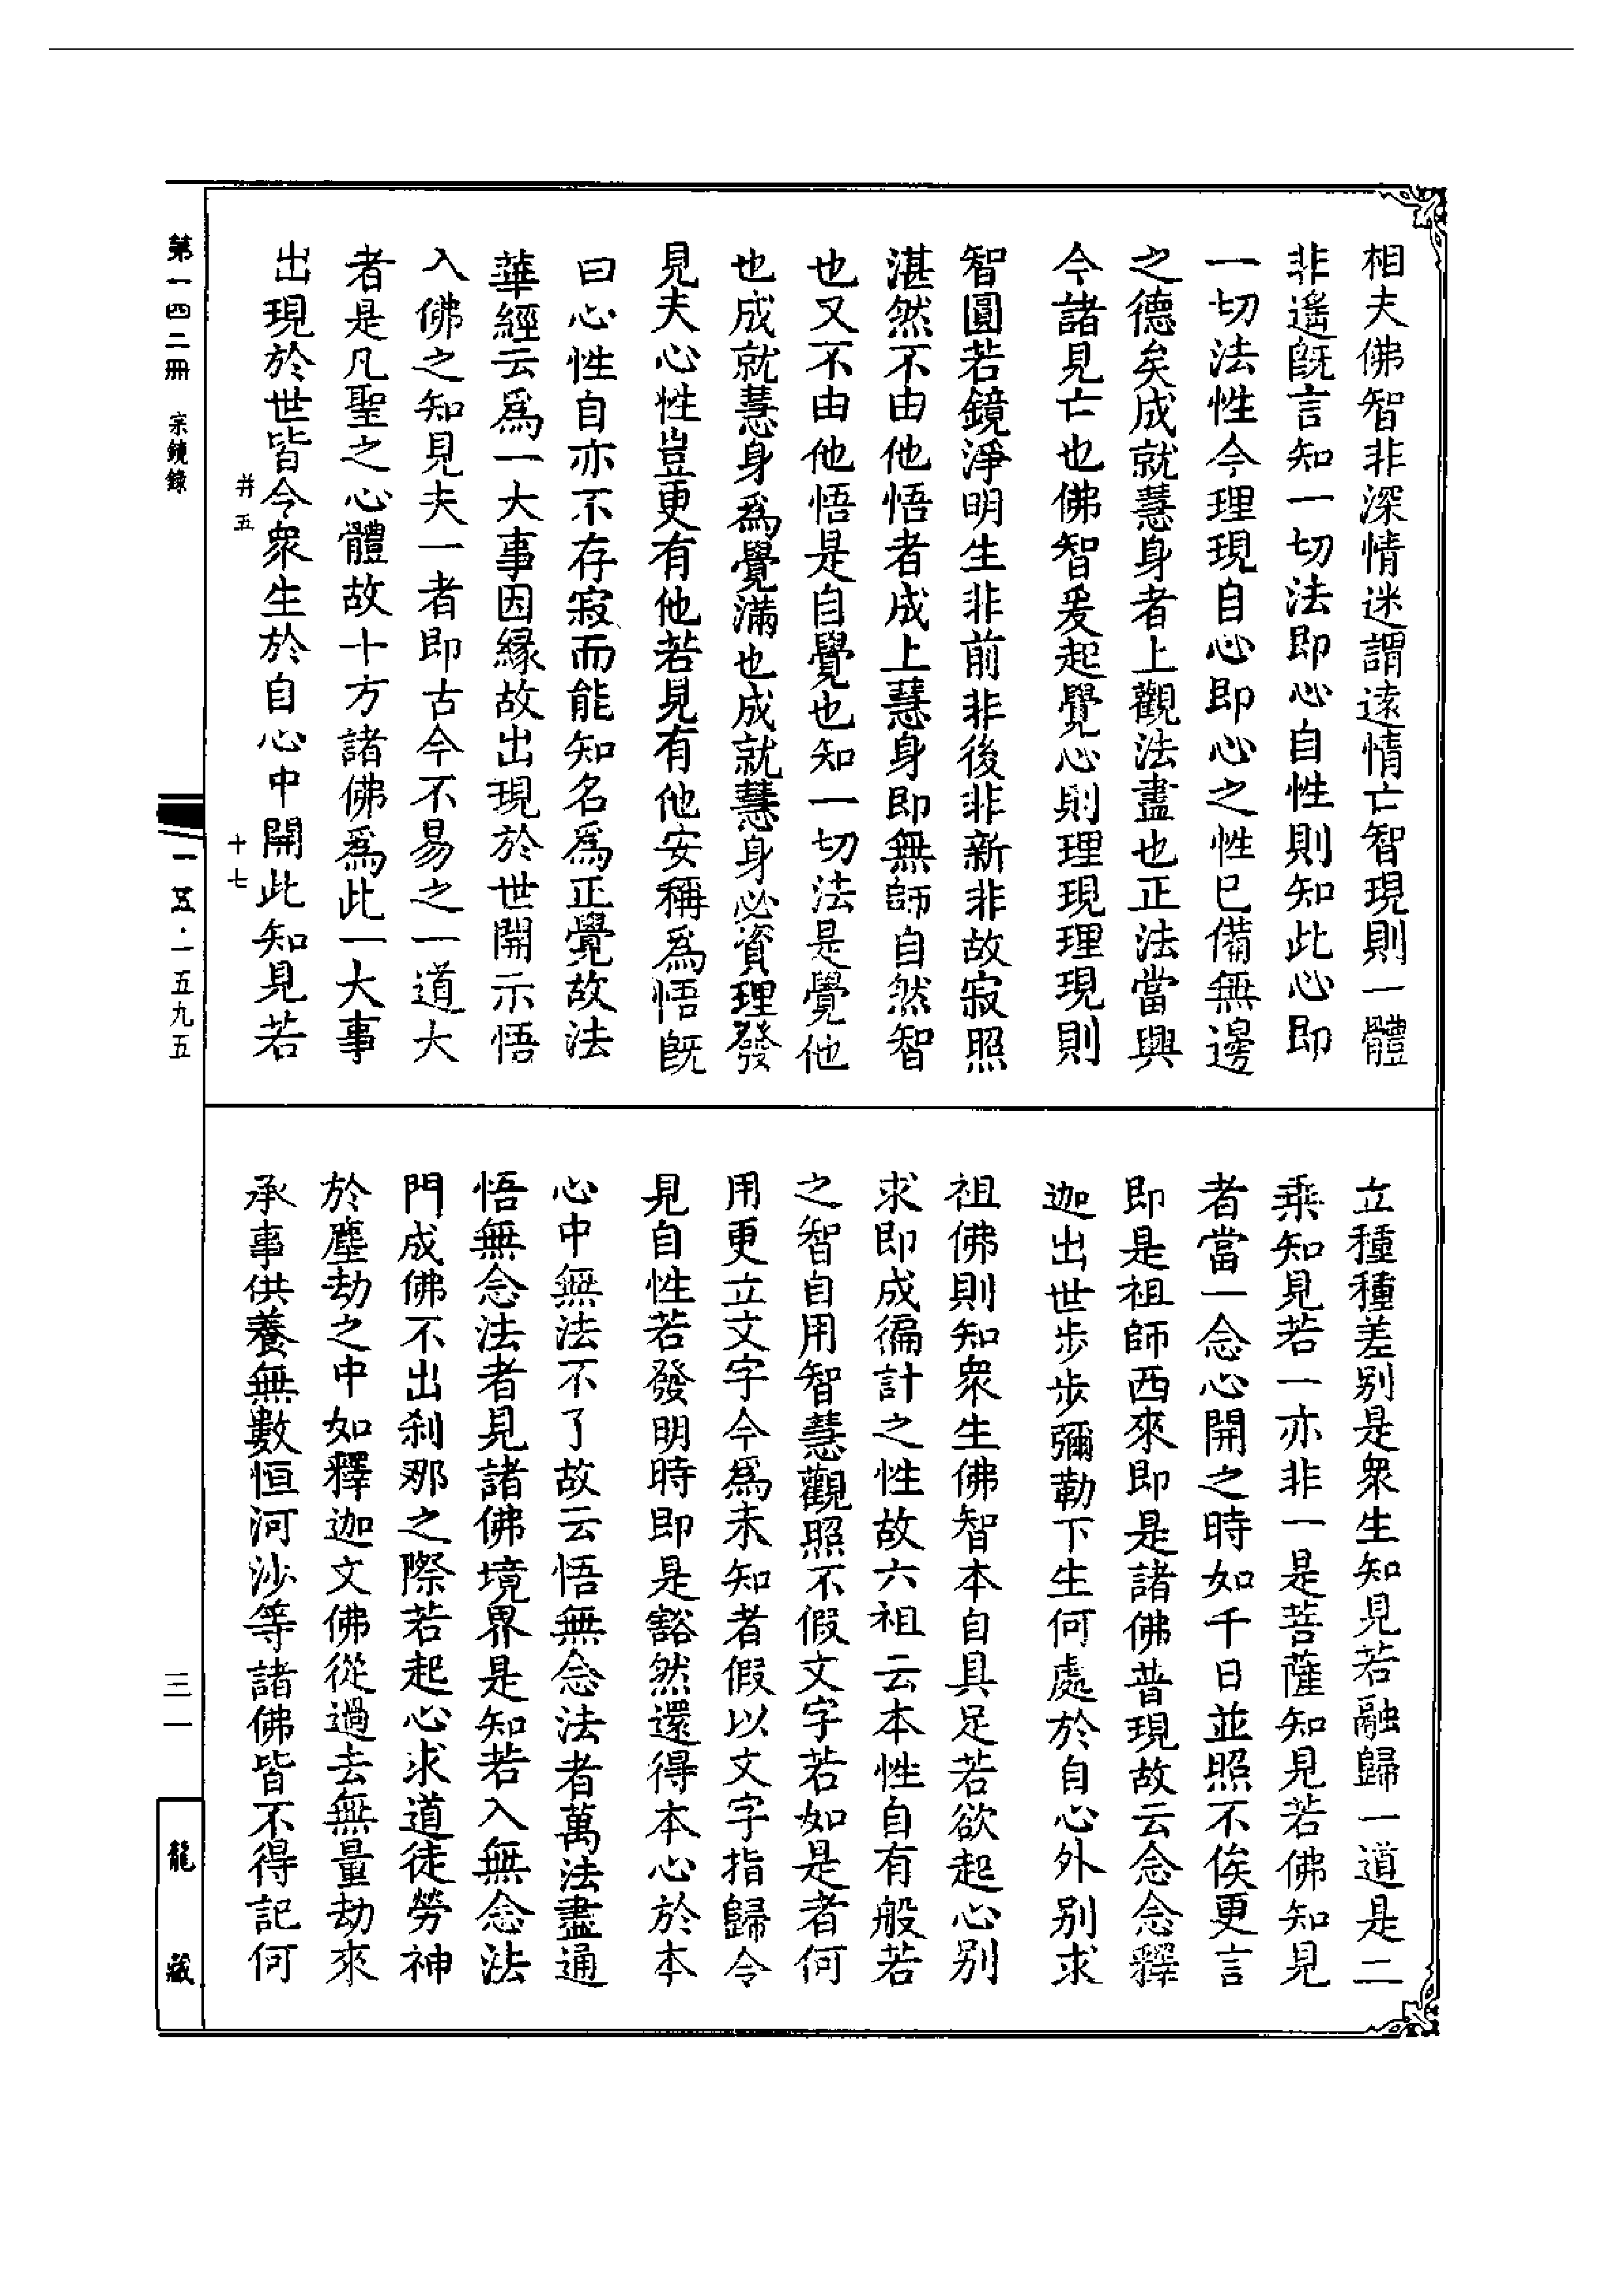 相夫佛智非深情迷謂遠情亡智現則一體
非遙旣言知一切法即心自性則知此心即
一切法性今理現自心即心之性已備無邊
之德矣成就慧身者上觀法盡也正法當興
今諸見亡也佛智爰起覺心則理現理現則
智圓若鏡淨明生非前非後非新非故寂照
湛然不由他悟者成上慧身即無師自然智
也又不由他悟是自覺也知一切法是覺他
也成就慧身爲覺滿也成就慧身必資理發
見夫心性豈更有他若見有他安稱爲悟旣
曰心性自亦不存寂而能知名爲正覺故法
華經云爲一大事因緣故出現於世開示悟
入佛之知見夫一者即古今不易之一道大
者是凡聖之心體故十方諸佛爲此一大事
出現於世皆令衆生於自心中開此知見若
立種種差别是衆生知見若融歸一道是二
乘知見若一亦非一是菩薩知見若佛知見
者當一念心開之時如千日並照不俟更言
即是祖師西來即是諸佛普現故云念念釋
迦出世步步彌勒下生何處於自心外别求
祖佛則知衆生佛智本自具足若欲起心别
求即成徧計之性故六祖云本性自有般若
之智自用智慧觀照不假文字若如是者何
用更立文字今爲未知者假以文字指歸令
見自性若發明時即是豁然還得本心於本
心中無法不了故云悟無念法者萬法盡通
悟無念法者見諸佛境界是知若入無念法
門成佛不出刹那之際若起心求道徒勞神
於塵劫之中如釋迦文佛從過去無量劫來
承事供養無數恒河沙等諸佛皆不得記何
第一四二冊 宗鏡錄
井五
十七
一五·一五九五
三一
龍藏